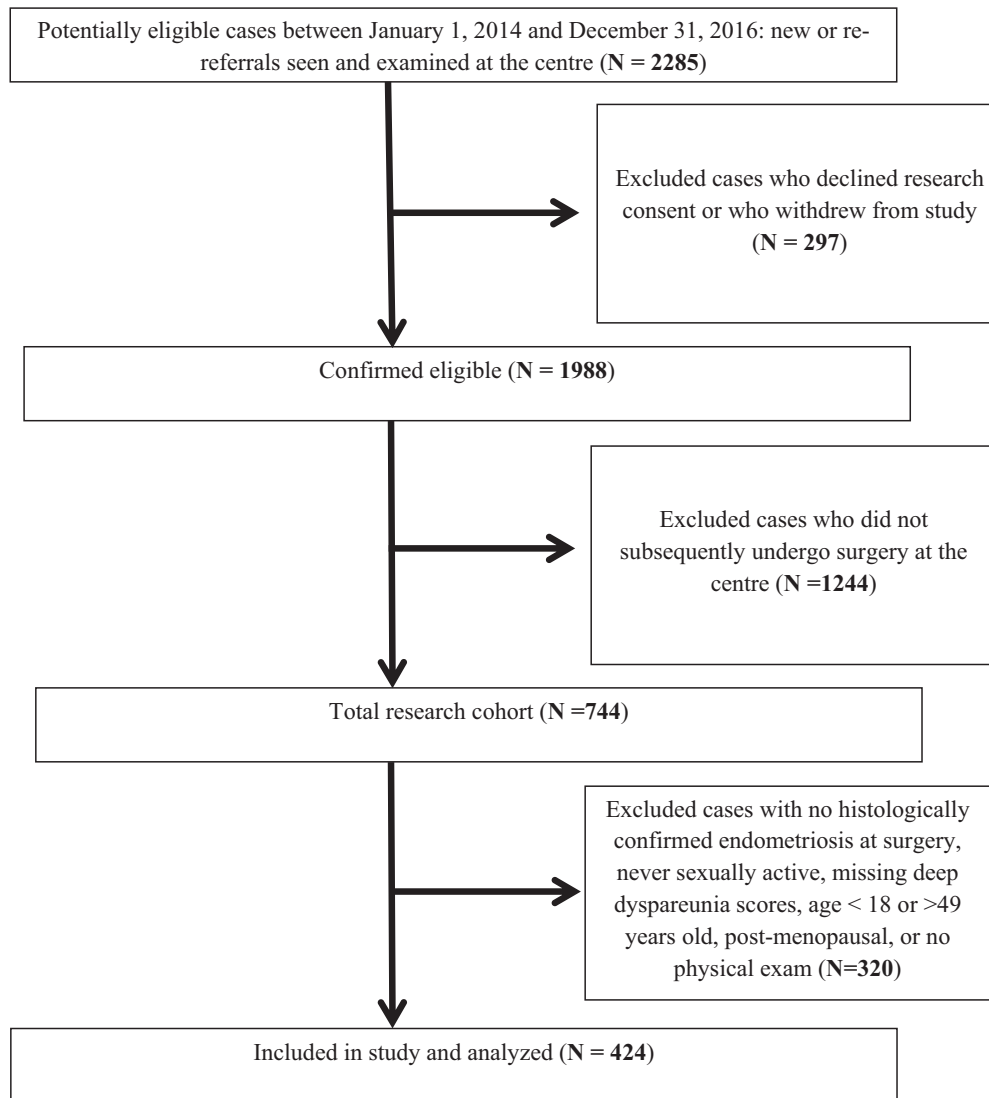 Potentially eligible cases between January 1, 2014 and December 31, 2016: new or re-
referrals seen and examined at the centre (N = 2285)
Excluded cases who declined research
consent or who withdrew from study
(N = 297)
Confirmed eligible (N = 1988)
Excluded cases who did not
subsequently undergo surgery at the
centre (N =1244)
Total research cohort (N =744)
Excluded cases with no histologically
confirmed endometriosis at surgery,
never sexually active, missing deep
dyspareunia scores, age < 18 or >49
years old, post-menopausal, or no
physical exam (N=320)
Included in study and analyzed (N = 424)